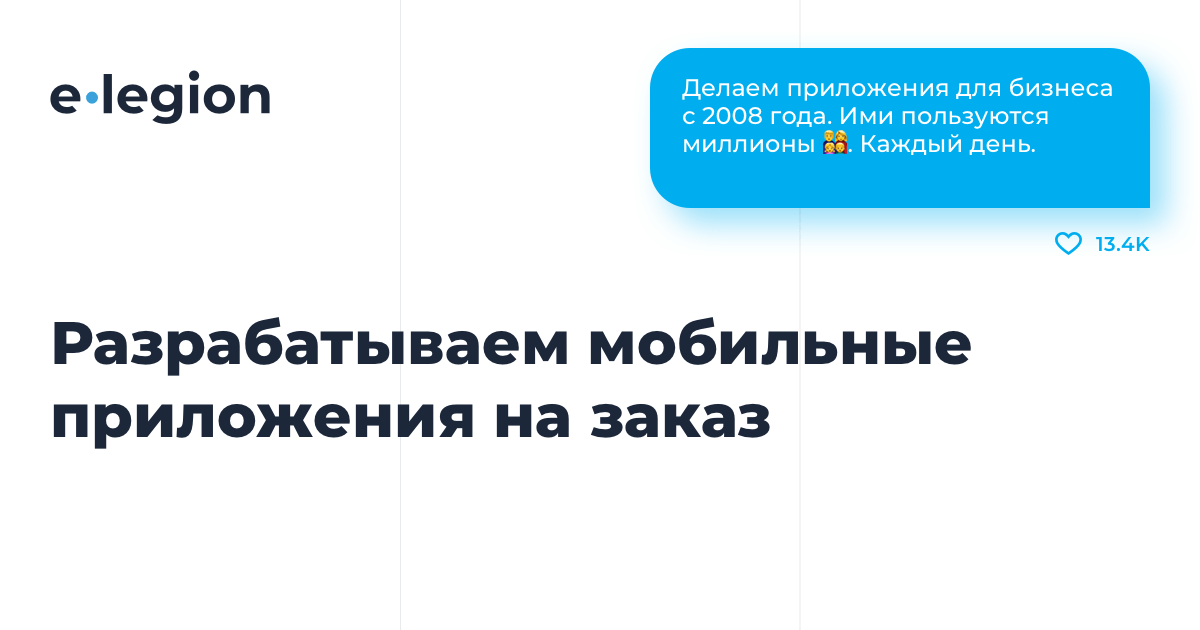 e•legion
Делаем приложения для бизнеса
с 2008 года. Ими пользуются
миллионы 👨‍👩‍👧‍👦. Каждый день.
13.4K
Разрабатываем мобильные
приложения на заказ